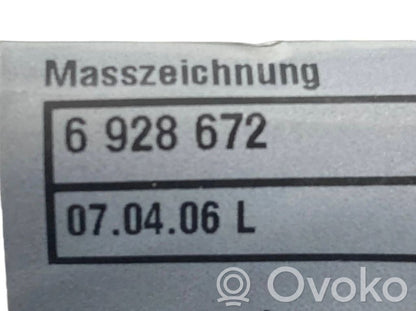 Masszeichnung
6 928 672
07.04.06 L
Ovoko